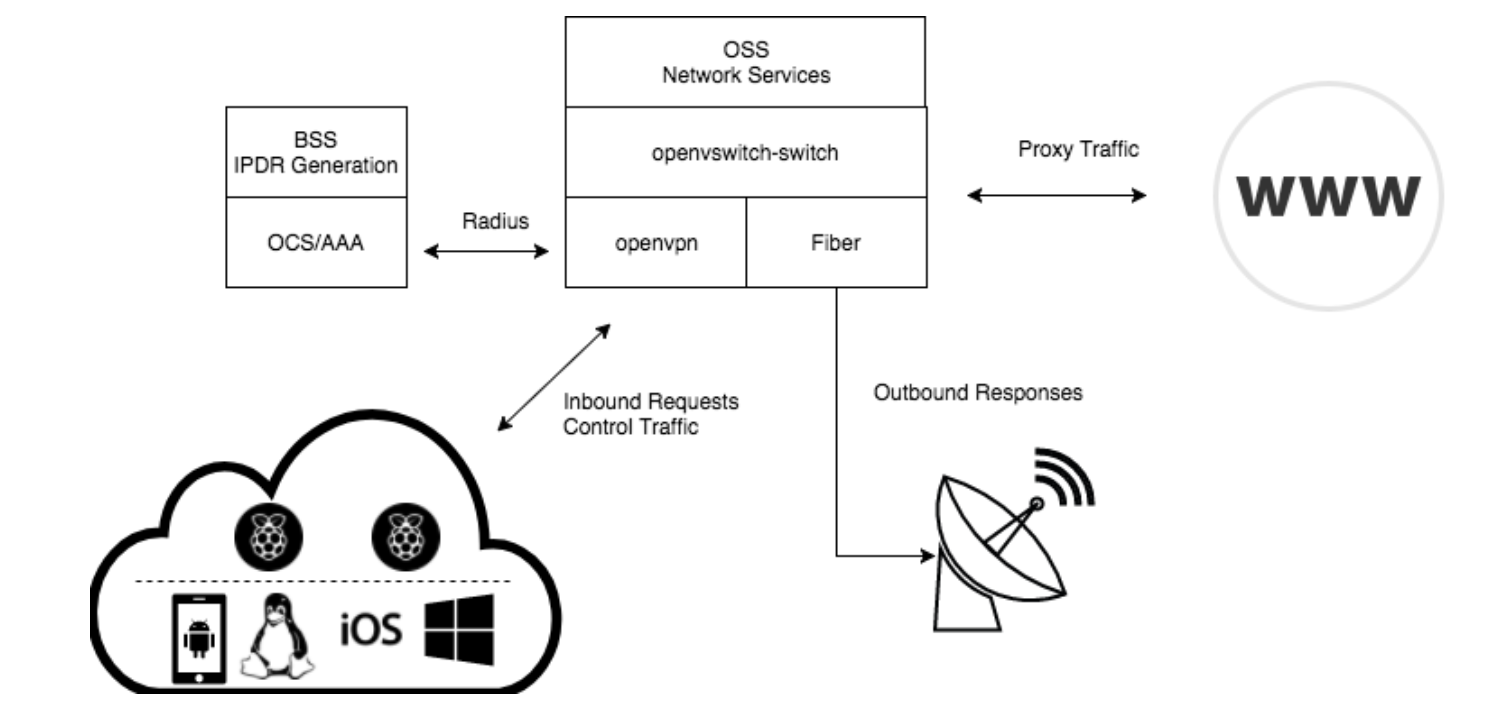 OSS
Network Services
BSS
IPDR Generation
openvswitch-switch
Proxy Traffic
www
OCS/AAA
Radius
openvpn
Fiber
Inbound Requests
Control Traffic
Outbound Responses
iOS